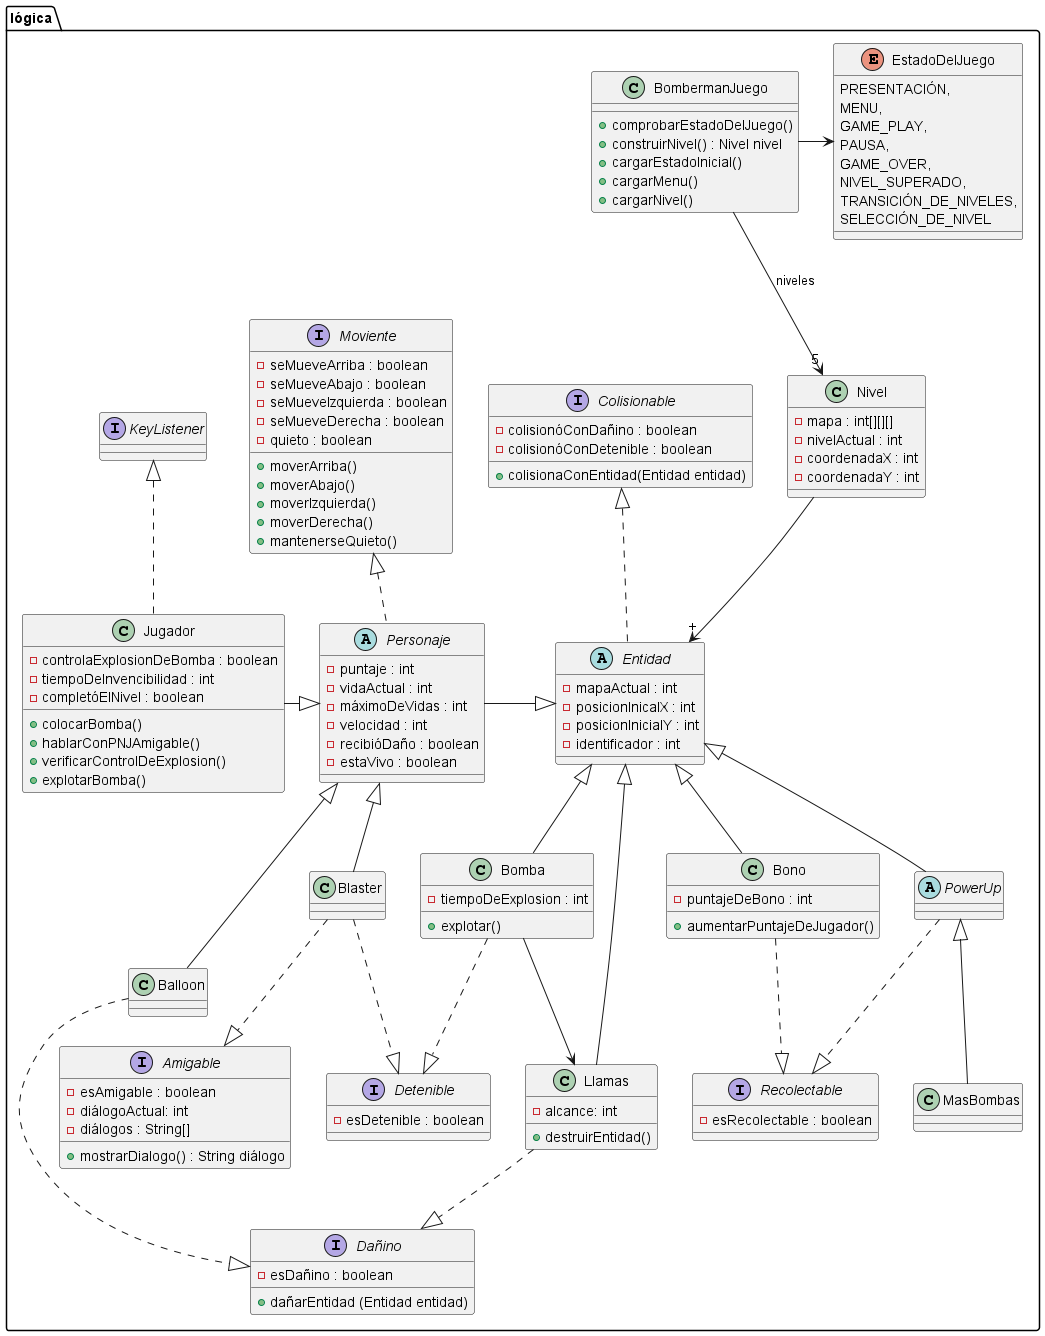 lógica
E EstadoDelJuego
PRESENTACIÓN,
MENU,
GAME_PLAY,
PAUSA,
GAME_OVER,
NIVEL_SUPERADO,
TRANSICIÓN_DE_NIVELES,
SELECCIÓN_DE_NIVEL
C BombermanJuego
comprobarEstadoDelJuego()
construirNivel() : Nivel nivel
cargarEstadoInicial()
cargarMenu()
cargarNivel()
niveles
5
I Moviente
seMueveArriba : boolean
seMueveAbajo : boolean
seMueveIzquierda : boolean
seMueveDerecha : boolean
quieto : boolean
moverArriba()
moverAbajo()
moverIzquierda()
moverDerecha()
mantenerseQuieto()
I KeyListener
I Colisionable
colisionóConDañino : boolean
colisionóConDetenible : boolean
colisionaConEntidad(Entidad entidad)
C Nivel
mapa : int[][][]
nivelActual : int
coordenadaX : int
coordenadaY : int
+
C Jugador
controlaExplosionDeBomba : boolean
tiempoDeInvencibilidad : int
completóElNivel : boolean
colocarBomba()
hablarConPNJAmigable()
verificarControlDeExplosion()
explotarBomba()
A Personaje
puntaje : int
vidaActual : int
máximoDeVidas : int
velocidad : int
recibióDaño : boolean
estaVivo : boolean
A Entidad
mapaActual : int
posicionInicalX : int
posicionInicialY : int
identificador : int
C Blaster
C Bomba
tiempoDeExplosion : int
explotar()
C Bono
puntajeDeBono : int
aumentarPuntajeDeJugador()
A PowerUp
C Balloon
I Amigable
esAmigable : boolean
diálogoActual: int
diálogos : String[]
mostrarDialogo() : String diálogo
I Detenible
esDetenible : boolean
C Llamas
alcance: int
destruirEntidad()
I Recolectable
esRecolectable : boolean
C MasBombas
I Dañino
esDañino : boolean
dañarEntidad (Entidad entidad)